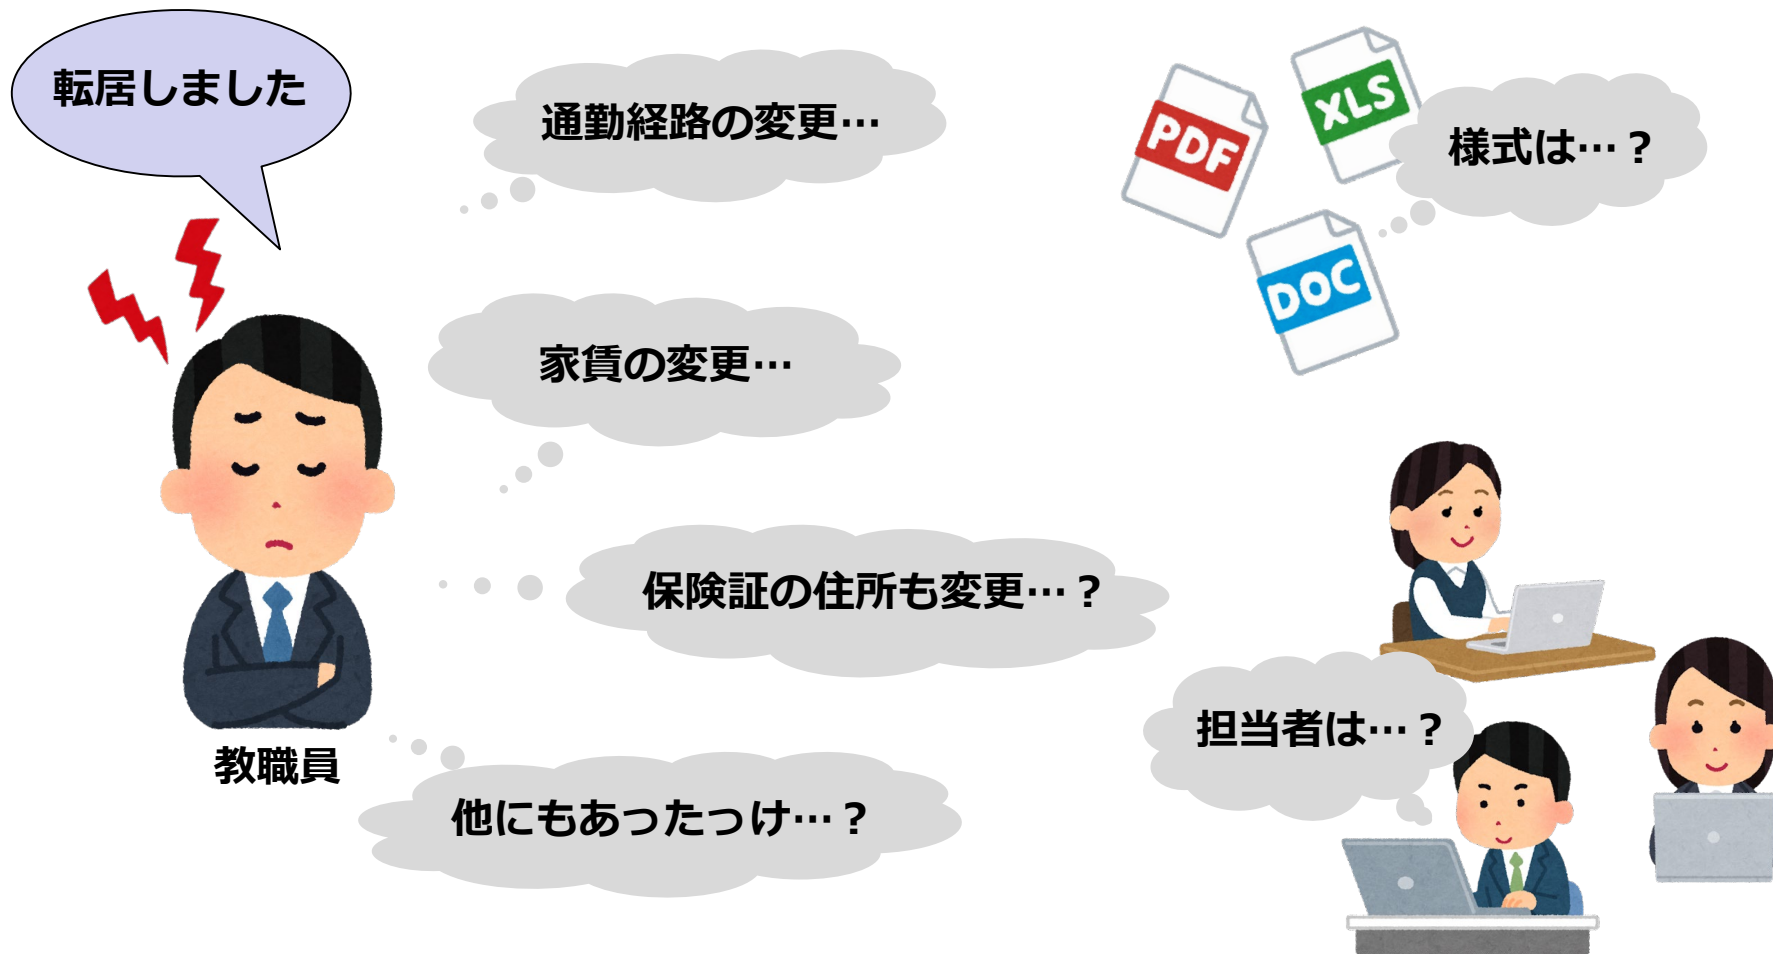 転居しました
通勤経路の変更…
家賃の変更…
保険証の住所も変更…？
他にもあったっけ…？
教職員
PDF
XLS
DOC
様式は…？
担当者は…？